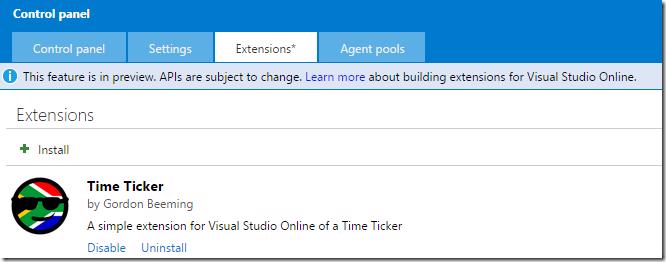 Control panel
Control panel Settings Extensions* Agent pools
This feature is in preview. APIs are subject to change. Learn more about building extensions for Visual Studio Online.
Extensions
Install
Time Ticker
by Gordon Beeming
A simple extension for Visual Studio Online of a Time Ticker
Disable Uninstall